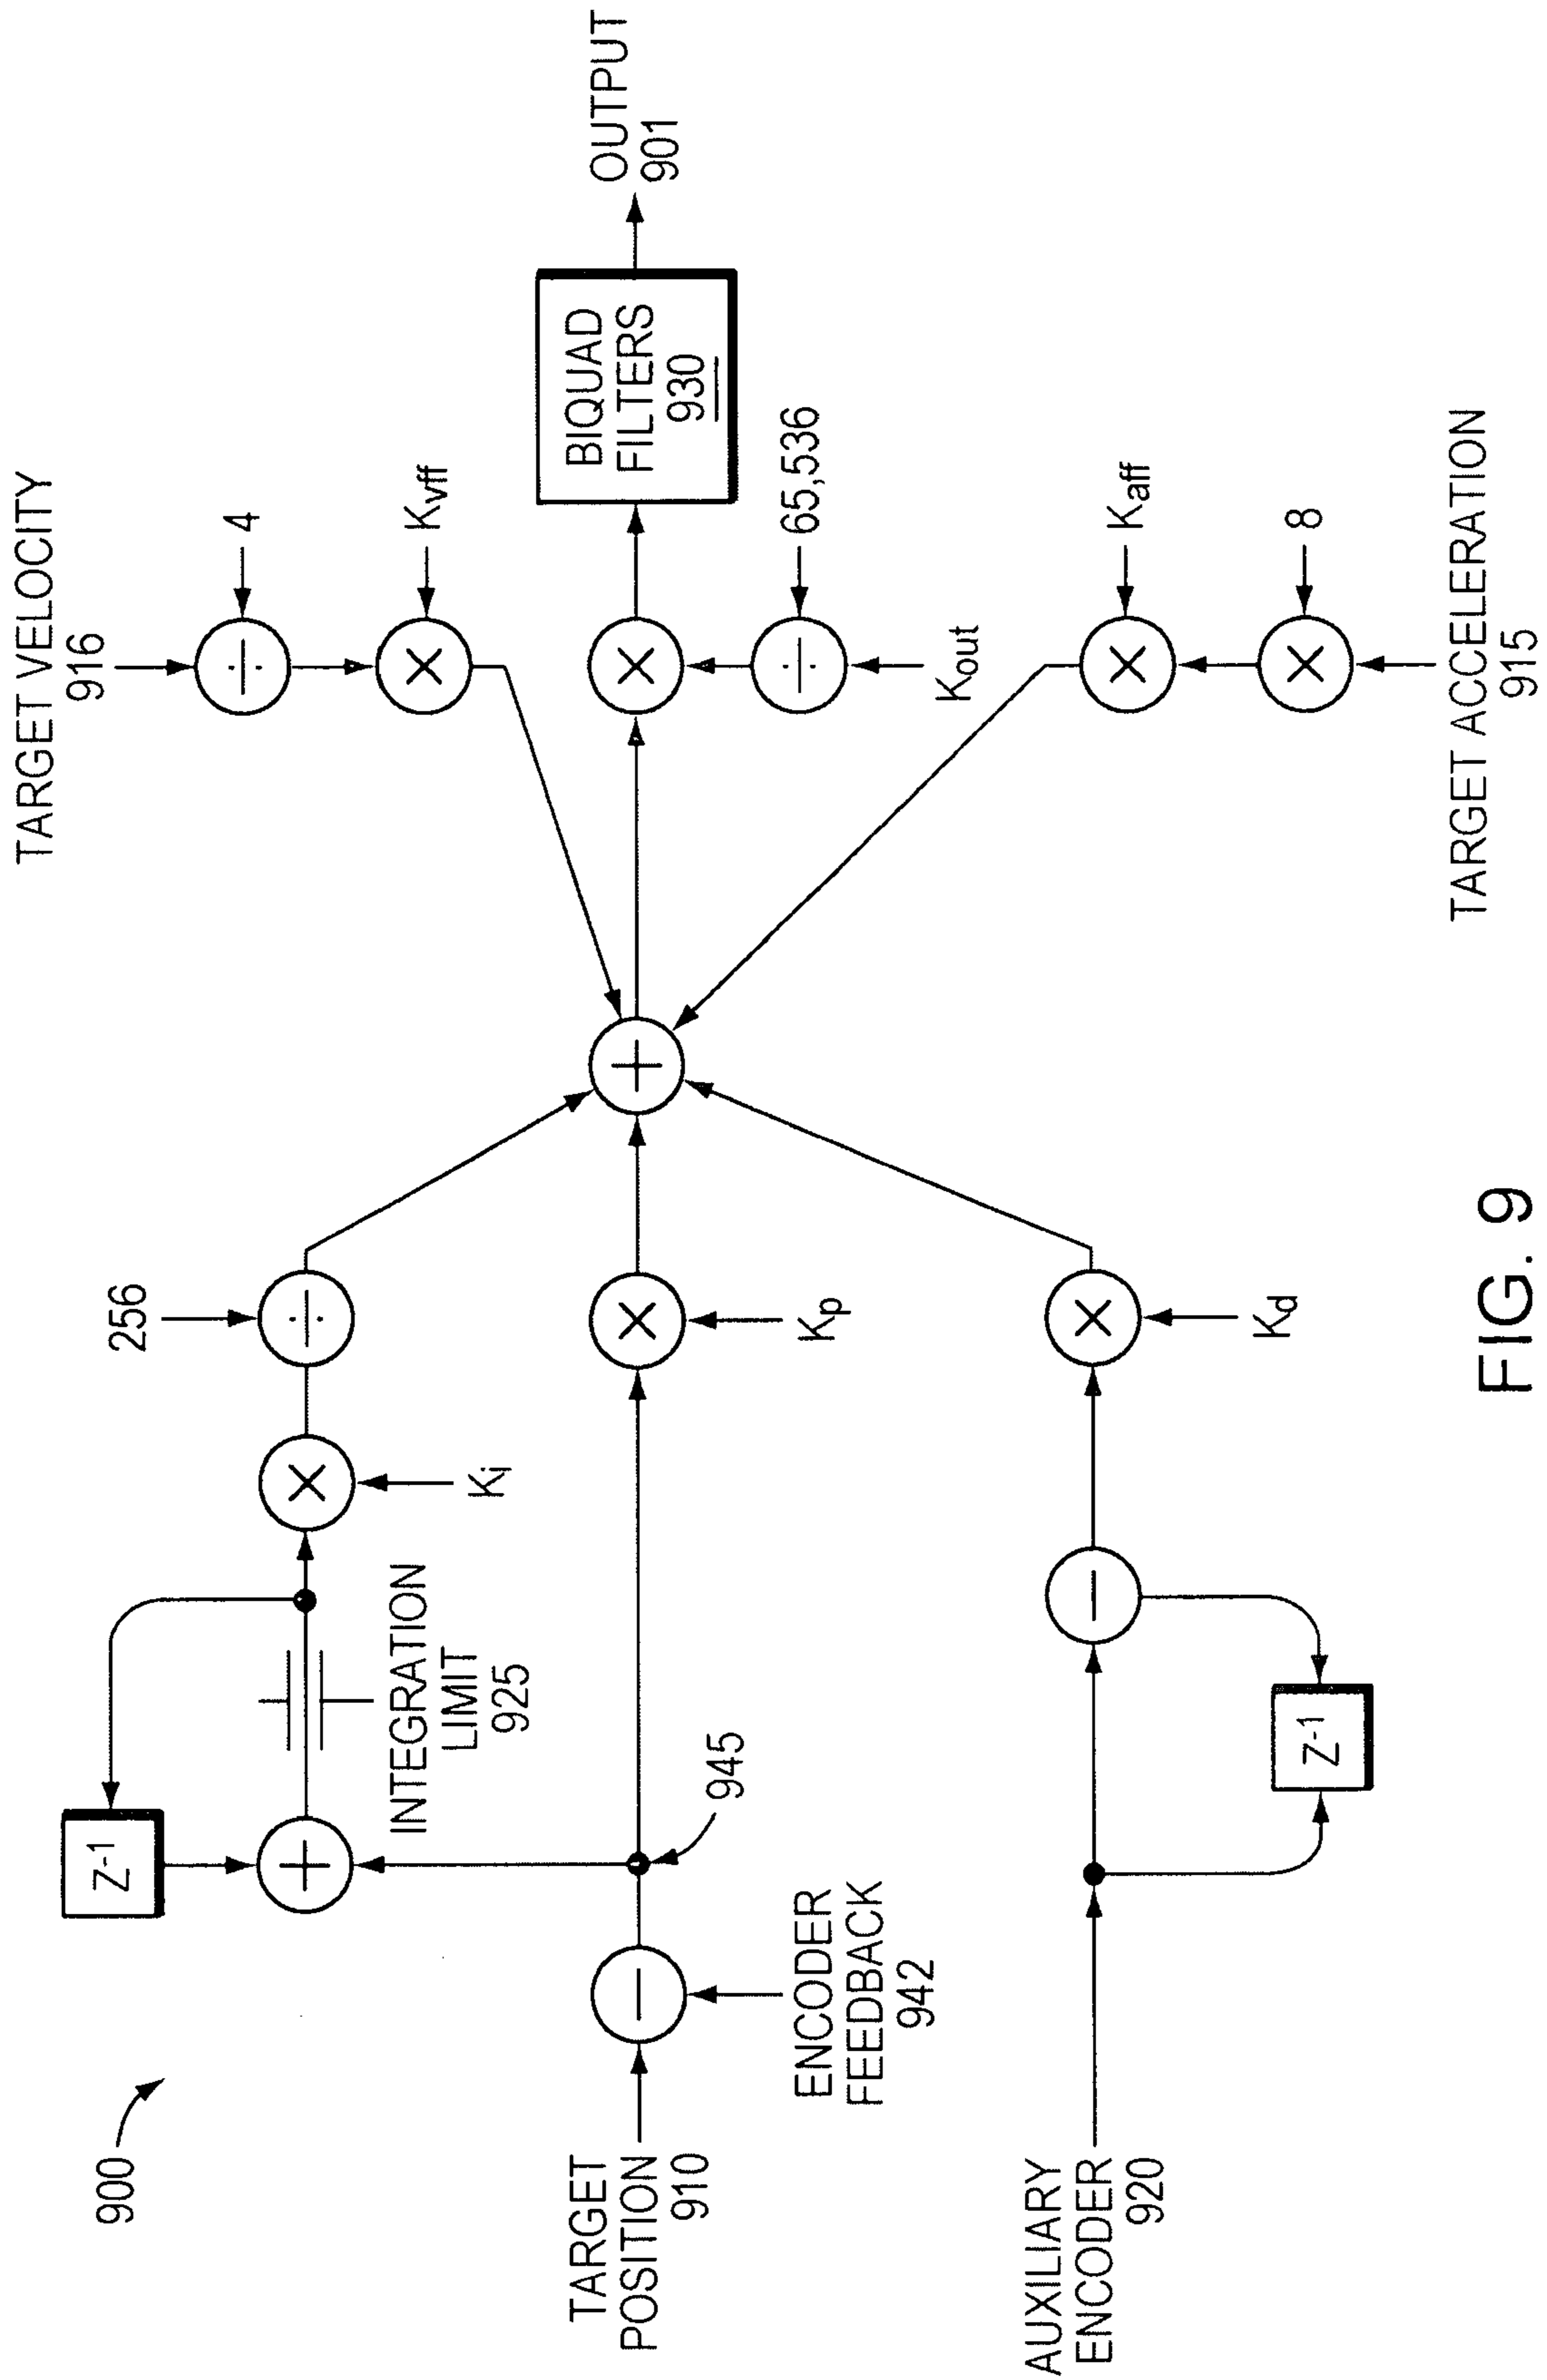 900
Z-1
256
TARGET VELOCITY
916
4
Kvff
INTEGRATION
LIMIT
925
Ki
TARGET
POSITION
910
ENCODER
FEEDBACK
942
945
Kp
65,536
Kout
BIQUAD
FILTERS
930
OUTPUT
901
AUXILIARY
ENCODER
920
Z-1
Kd
Kaff
8
TARGET ACCELERATION
915
FIG. 9